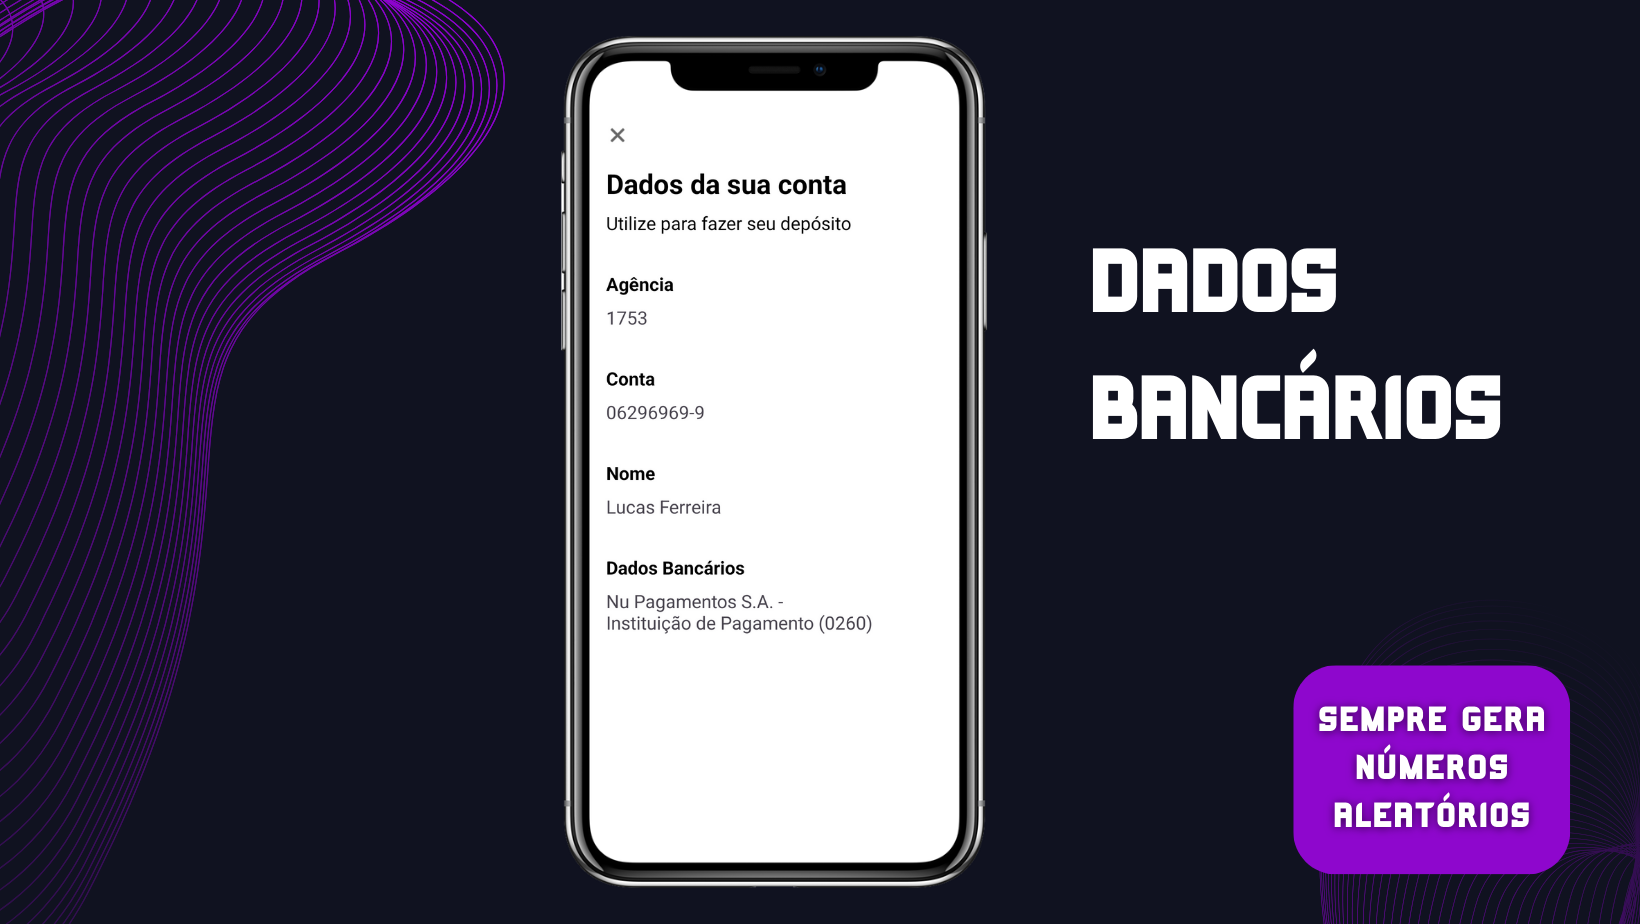 Dados da sua conta
Utilize para fazer seu depósito
Agência
1753
Conta
06296969-9
Nome
Lucas Ferreira
Dados Bancários
Nu Pagamentos S.A. -
Instituição de Pagamento (0260)
DADOS
BANCÁRIOS
SEMPRE GERA
NÚMEROS
ALEATÓRIOS